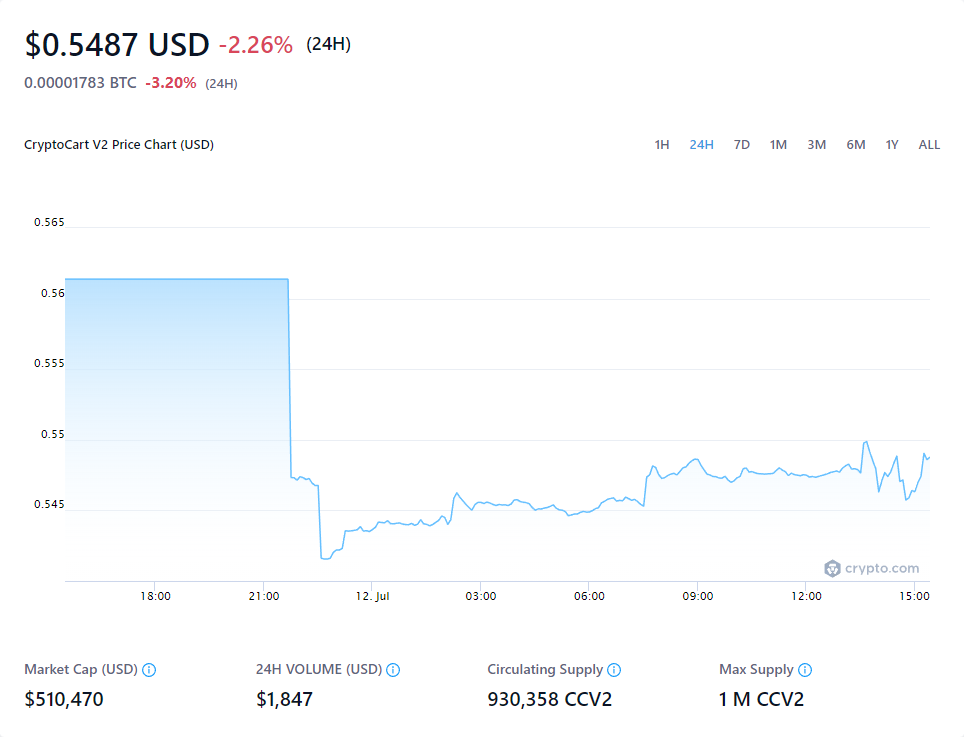 $0.5487 USD -2.26% (24H)
0.00001783 BTC -3.20% (24H)
CryptoCart V2 Price Chart (USD) 1H 24H 7D 1M 3M 6M 1Y ALL
0.565
0.56
0.555
0.55
0.545
crypto.com
18:00 21:00 12. Jul 03:00 06:00 09:00 12:00 15:00
Market Cap (USD) 24H VOLUME (USD) Circulating Supply Max Supply
$510,470 $1,847 930,358 CCV2 1 M CCV2